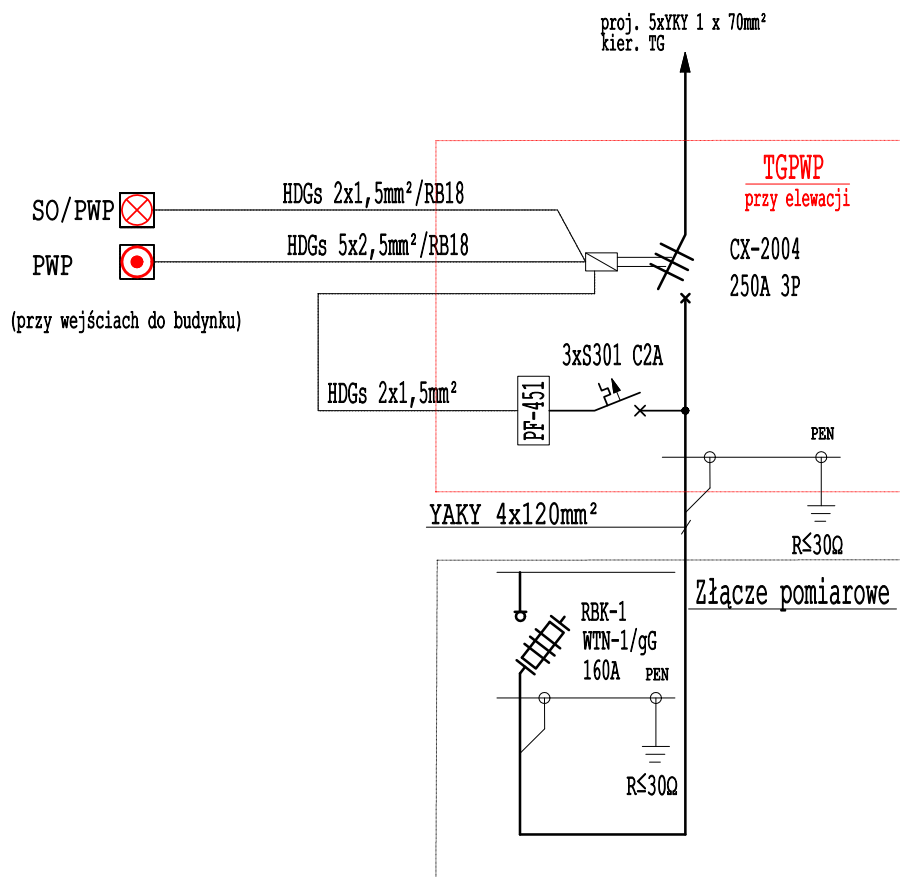 proj. 5xYKY 1 x 70mm²
kier. TG
TGPWP
przy elewacji
HDGs 2x1,5mm²/RB18
SO/PWP
HDGs 5x2,5mm²/RB18
PWP
CX-2004
250A 3P
(przy wejściach do budynku)
3xS301 C2A
HDGs 2x1,5mm²
PF-451
PEN
YAKY 4x120mm²
R≤30Ω
Złącze pomiarowe
RBK-1
WTN-1/gG
160A
PEN
R≤30Ω